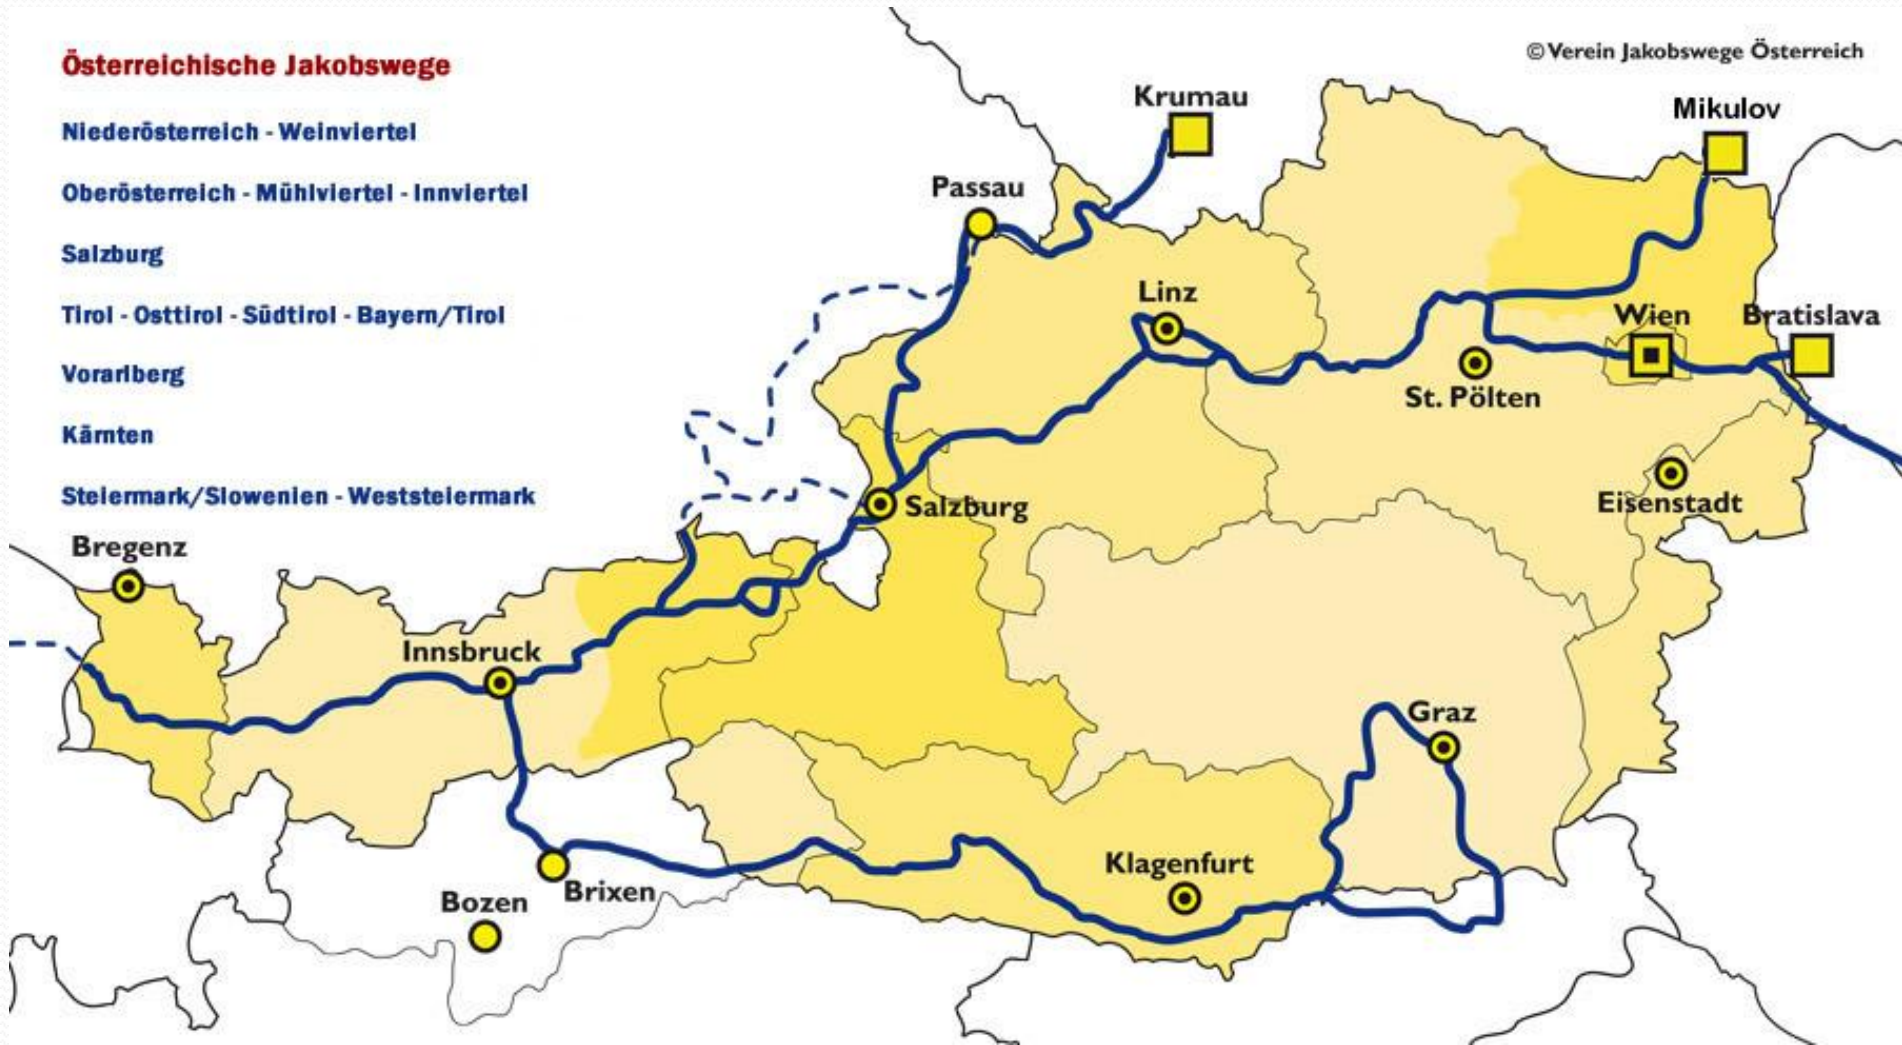 Österreichische Jakobswege
Niederösterreich - Weinviertel
Oberösterreich - Mühlviertel - Innviertel
Salzburg
Tirol - Osttirol - Südtirol - Bayern/Tirol
Vorarlberg
Kärnten
Steiermark/Slowenien - Weststeiermark
© Verein Jakobswege Österreich
Krumau
Mikulov
Passau
Linz
Wien
Bratislava
St. Pölten
Eisenstadt
Salzburg
Bregenz
Innsbruck
Graz
Klagenfurt
Brixen
Bozen